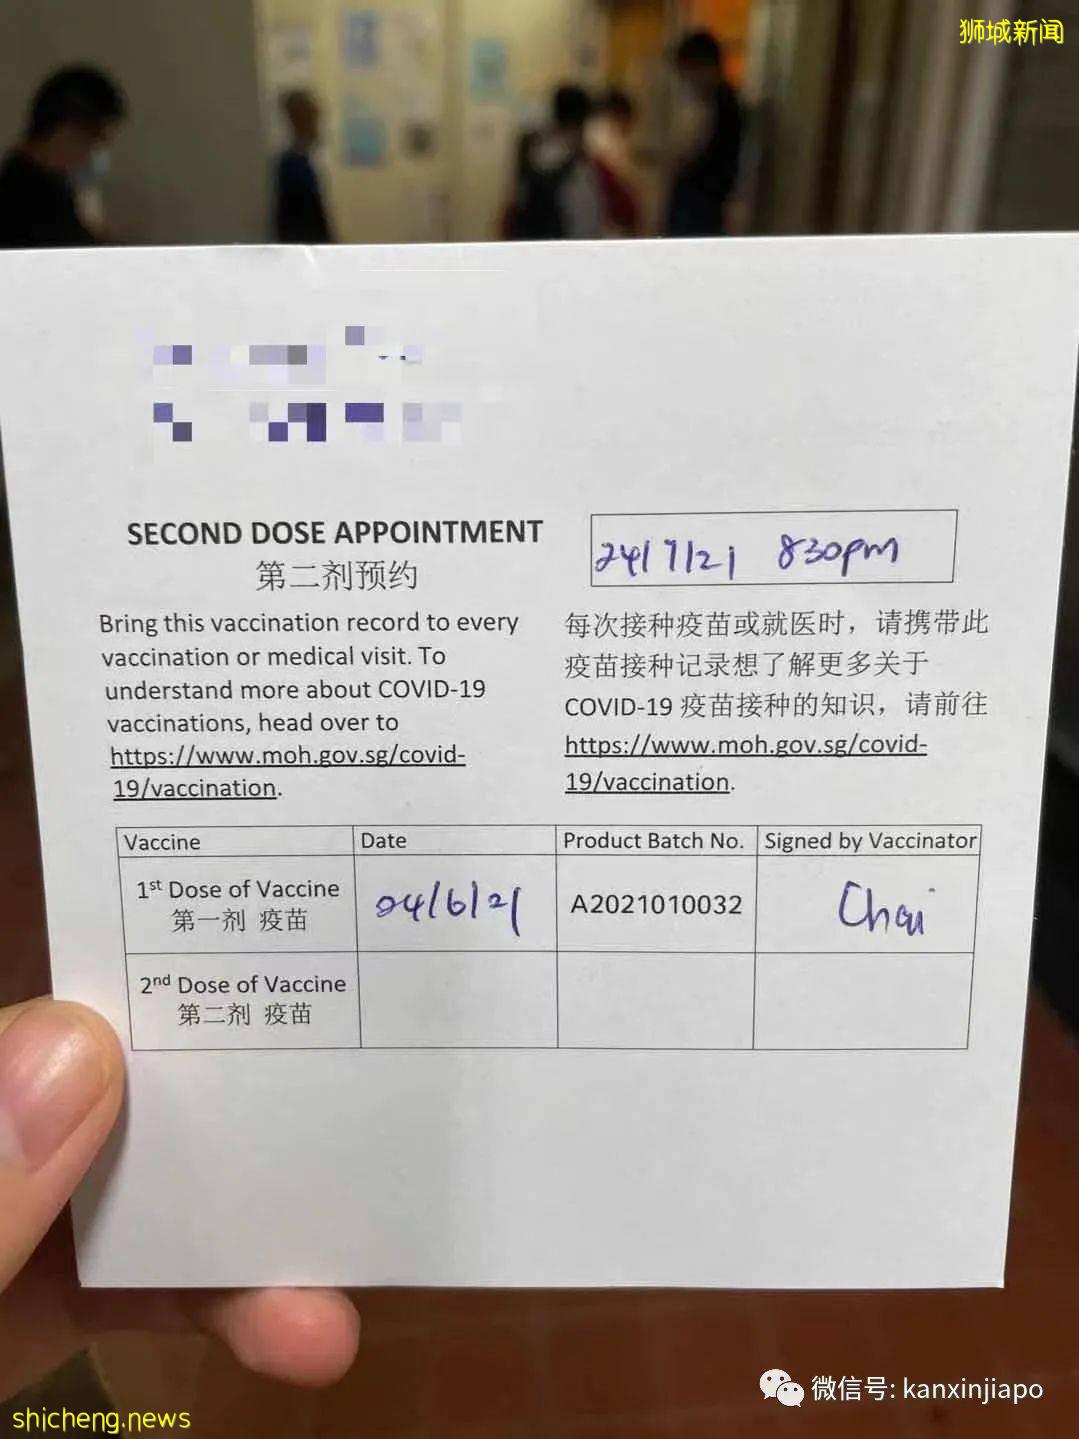 狮城新闻
SECOND DOSE APPOINTMENT
第二剂预约
24/7/21 830pm
Bring this vaccination record to every
vaccination or medical visit. To
understand more about COVID-19
vaccinations, head over to
https://www.moh.gov.sg/covid-
19/vaccination.
每次接种疫苗或就医时，请携带此
疫苗接种记录想了解更多关于
COVID-19 疫苗接种的知识，请前往
https://www.moh.gov.sg/covid-
19/vaccination.
Vaccine Date Product Batch No. Signed by Vaccinator
1st Dose of Vaccine
第一剂 疫苗
04/6/21 A2021010032 Chai
2nd Dose of Vaccine
第二剂 疫苗
微信号: kanxinjiapo
shicheng.news